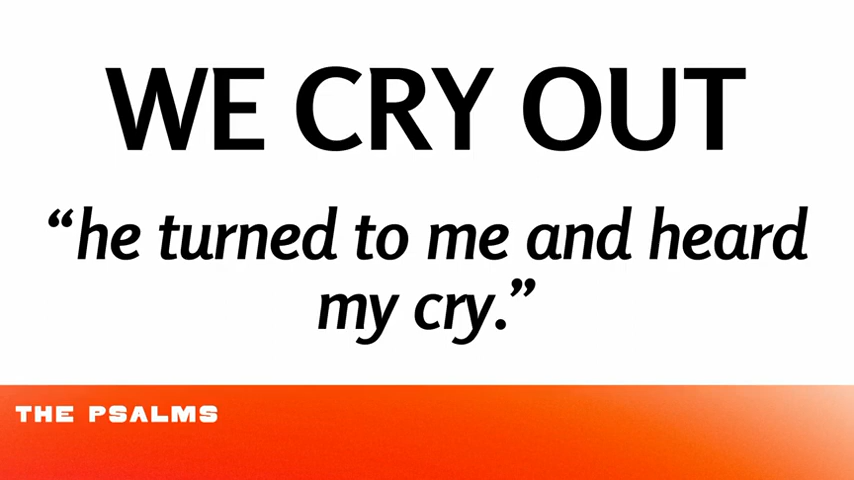 WE CRY OUT
“he turned to me and heard
my cry.”
THE PSALMS